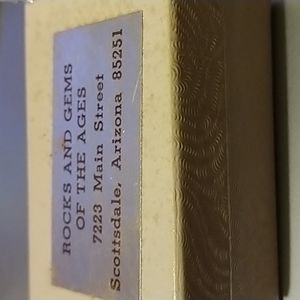 ROCKS AND GEMS
OF THE AGES
7223 Main Street
Scottsdale, Arizona 85251